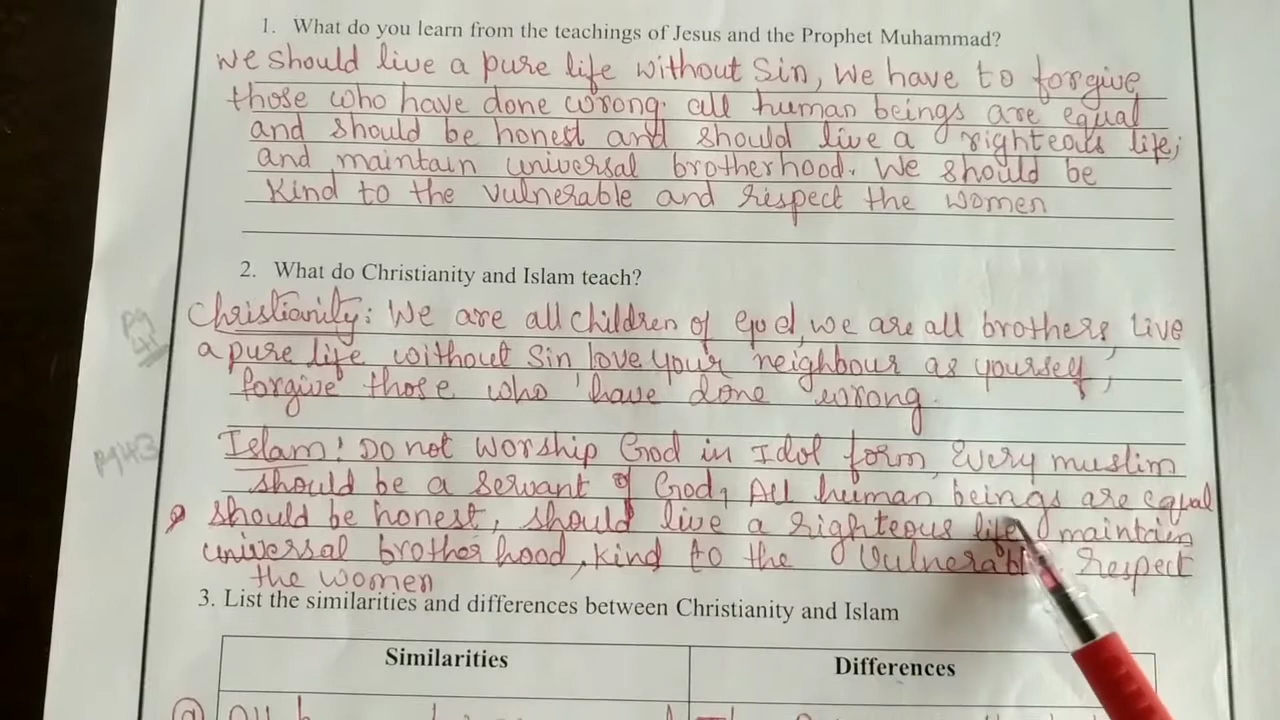 1. What do you learn from the teachings of Jesus and the Prophet Muhammad?
We should live a pure life without Sin, We have to forgive
those who have done wrong. all human beings are equal
and should be honest and should live a righteous life;
and maintain universal brotherhood. We should be
Kind to the vulnerable and respect the women
2. What do Christianity and Islam teach?
Christianity: We are all children of God, we are all brothers, Live
a pure life without Sin, love your neighbour as yourself,
forgive those who have done wrong.
Islam: Do not worship God in Idol form, Every muslim
should be a servant of God, All human beings are equal
should be honest, should live a righteous life, maintain
universal brotherhood, kind to the vulnerable, respect
the women
Pg 43
3. List the similarities and differences between Christianity and Islam
Similarities
Differences